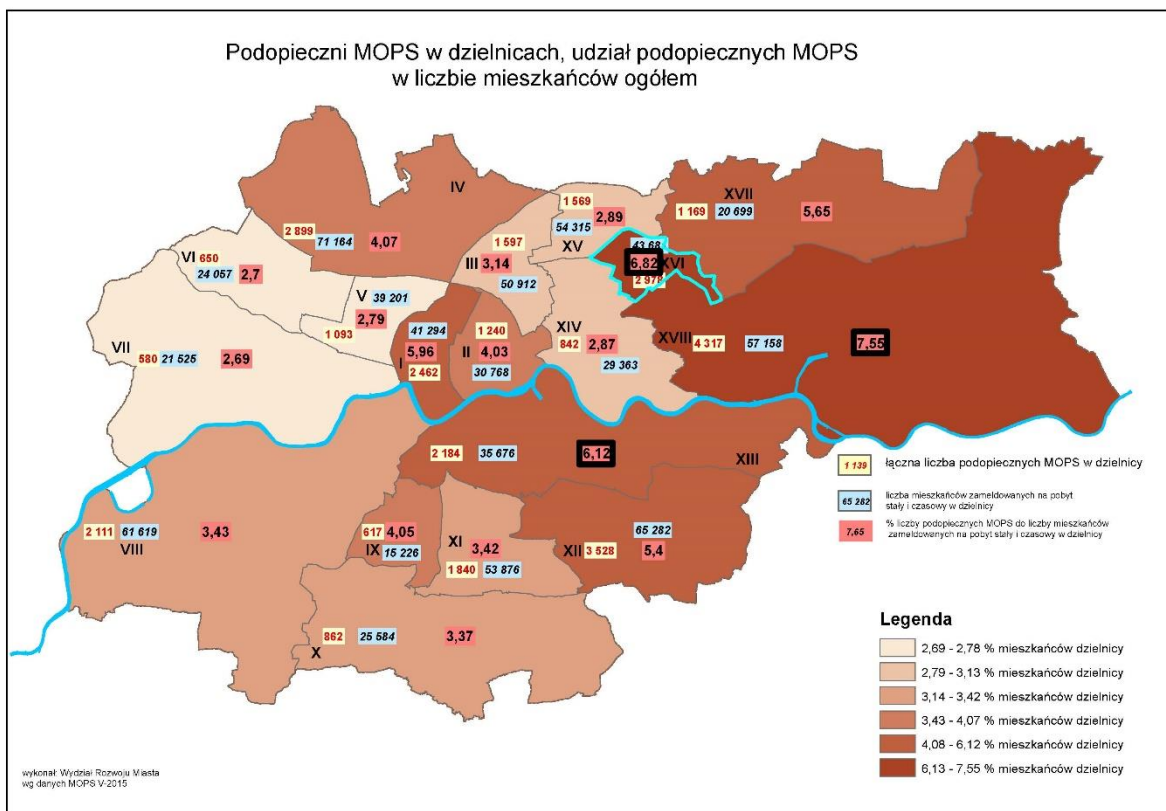 Podopieczni MOPS w dzielnicach, udział podopiecznych MOPS
w liczbie mieszkańców ogółem
IV
2 899
71 164
4,07
VI
650
24 057
2,7
V
39 201
2,79
1 093
VII
580
21 525
2,69
III
1 597
3,14
50 912
1 569
2,89
54 315
XV
XVII
1 169
20 699
5,65
43 68
6,82
XVI
2 978
I
41 294
5,96
2 462
II
1 240
4,03
30 768
XIV
842
2,87
29 363
XVIII
4 317
57 158
7,55
2 184
35 676
6,12
XIII
2 111
61 619
VIII
3,43
617
4,05
IX
15 226
XI
3,42
1 840
53 876
65 282
XII
3 528
5,4
862
25 584
3,37
X
1 139
łączna liczba podopiecznych MOPS w dzielnicy
65 282
liczba mieszkańców zameldowanych na pobyt
stały i czasowy w dzielnicy
7,65
% liczby podopiecznych MOPS do liczby mieszkańców
zameldowanych na pobyt stały i czasowy w dzielnicy
Legenda
2,69 - 2,78 % mieszkańców dzielnicy
2,79 - 3,13 % mieszkańców dzielnicy
3,14 - 3,42 % mieszkańców dzielnicy
3,43 - 4,07 % mieszkańców dzielnicy
4,08 - 6,12 % mieszkańców dzielnicy
6,13 - 7,55 % mieszkańców dzielnicy
wykonał: Wydział Rozwoju Miasta
wg danych MOPS V-2015